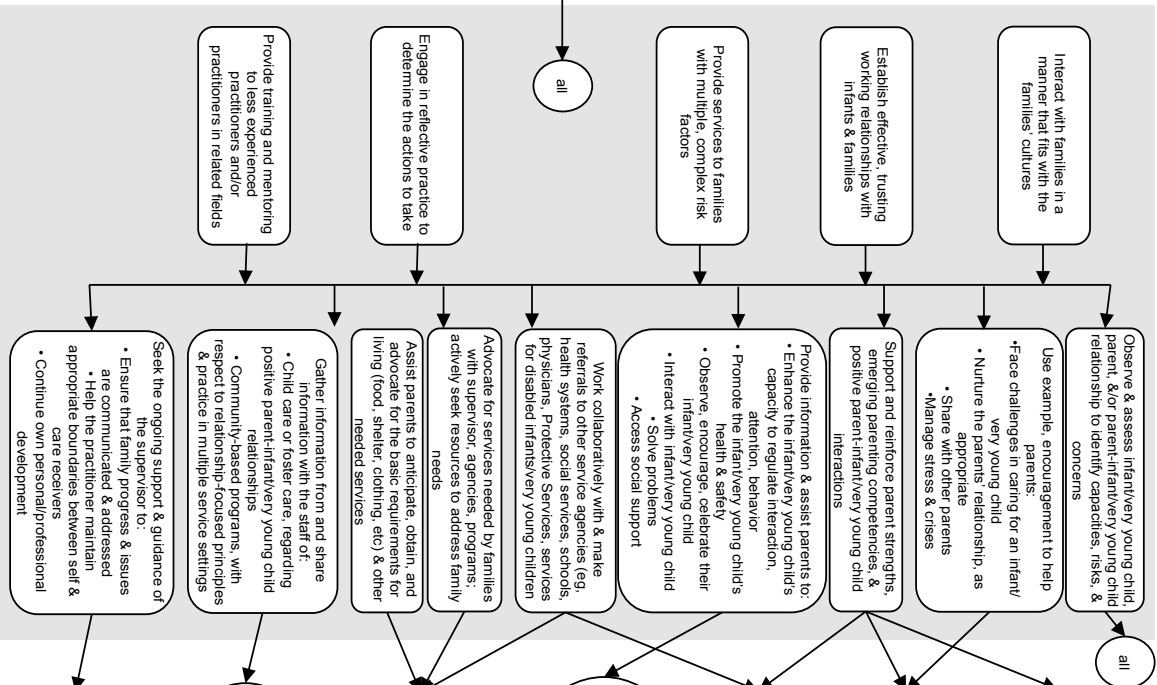 Interact with families in a
manner that fits with the
families' cultures
Establish effective, trusting
working relationships with
infants & families
Provide services to families
with multiple, complex risk
factors
all
Engage in reflective practice to
determine the actions to take
Provide training and mentoring
to less experienced
practitioners and/or
practitioners in related fields
Observe & assess infant/very young child,
parent, &/or parent-infant/very young child
relationship to identify capacities, risks, &
concerns
all
Use example, encouragement to help
parents:
•Face challenges in caring for an infant/
very young child
• Nurture the parents' relationship, as
appropriate
• Share with other parents
•Manage stress & crises
Support and reinforce parent strengths,
emerging parenting competencies, &
positive parent-infant/very young child
interactions
Provide information & assist parents to:
• Enhance the infant/very young child's
capacity to regulate interaction,
attention, behavior
• Promote the infant/very young child's
health & safety
• Observe, encourage, celebrate their
infant/very young child
• Interact with infant/very young child
• Solve problems
• Access social support
Work collaboratively with & make
referrals to other service agencies (eg,
health systems, social services, schools,
physicians, Protective Services, services
for disabled infants/very young children
Advocate for services needed by families
with supervisor, agencies, programs;
actively seek resources to address family
needs
Assist parents to anticipate, obtain, and
advocate for the basic requirements for
living (food, shelter, clothing, etc) & other
needed services
Gather information from and share
information with the staff of:
• Child care or foster care, regarding
positive parent-infant/very young child
relationships
• Community-based programs, with
respect to relationship-focused principles
& practice in multiple service settings
Seek the ongoing support & guidance of
the supervisor to:
• Ensure that family progress & issues
are communicated & addressed
• Help the practitioner maintain
appropriate boundaries between self &
care receivers
• Continue own personal/professional
development